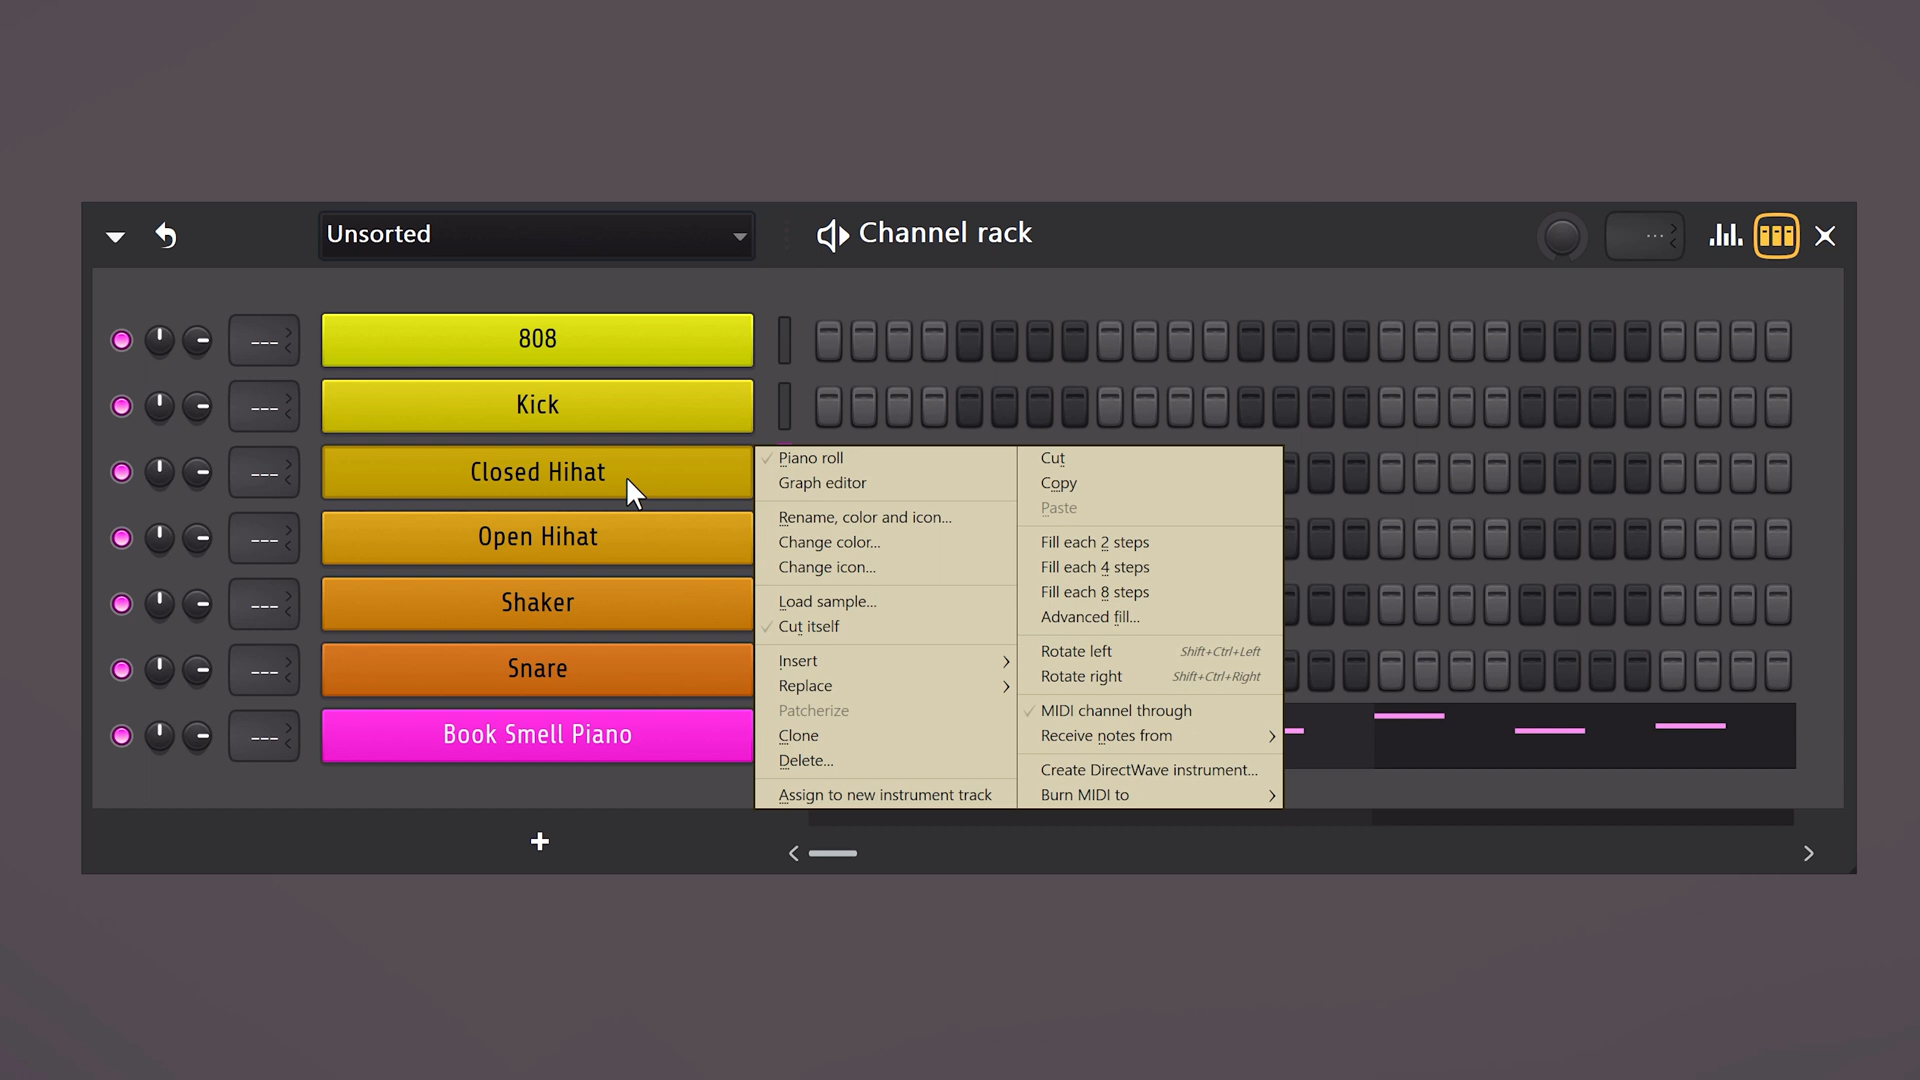 Unsorted
Channel rack
808
Kick
Closed Hihat
Open Hihat
Shaker
Snare
Book Smell Piano
Piano roll
Graph editor
Rename, color and icon...
Change color...
Change icon...
Load sample...
Cut itself
Insert
Replace
Patcherize
Clone
Delete...
Assign to new instrument track
Cut
Copy
Paste
Fill each 2 steps
Fill each 4 steps
Fill each 8 steps
Advanced fill...
Rotate left Shift+Ctrl+Left
Rotate right Shift+Ctrl+Right
MIDI channel through
Receive notes from
Create DirectWave instrument...
Burn MIDI to